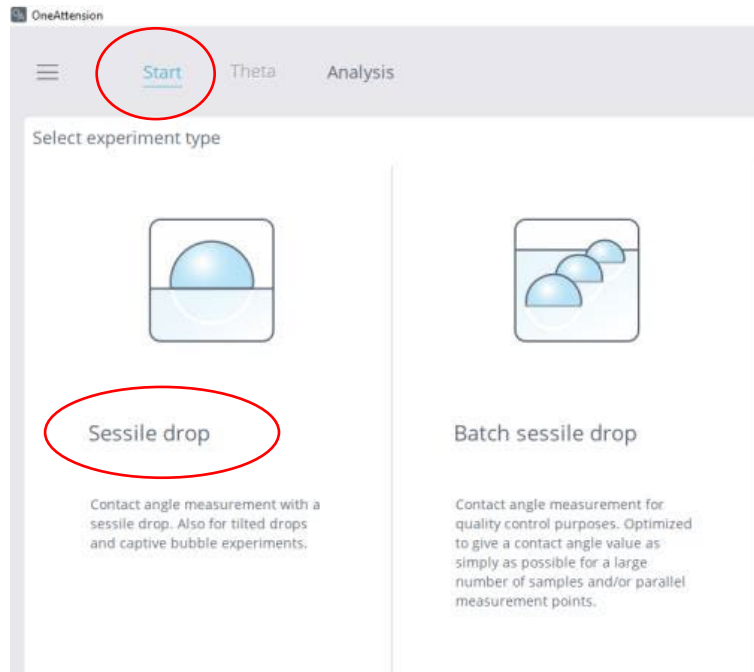 OneAttension
Start Theta Analysis
Select experiment type
Sessile drop
Contact angle measurement with a
sessile drop. Also for tilted drops
and captive bubble experiments.
Batch sessile drop
Contact angle measurement for
quality control purposes. Optimized
to give a contact angle value as
simply as possible for a large
number of samples and/or parallel
measurement points.